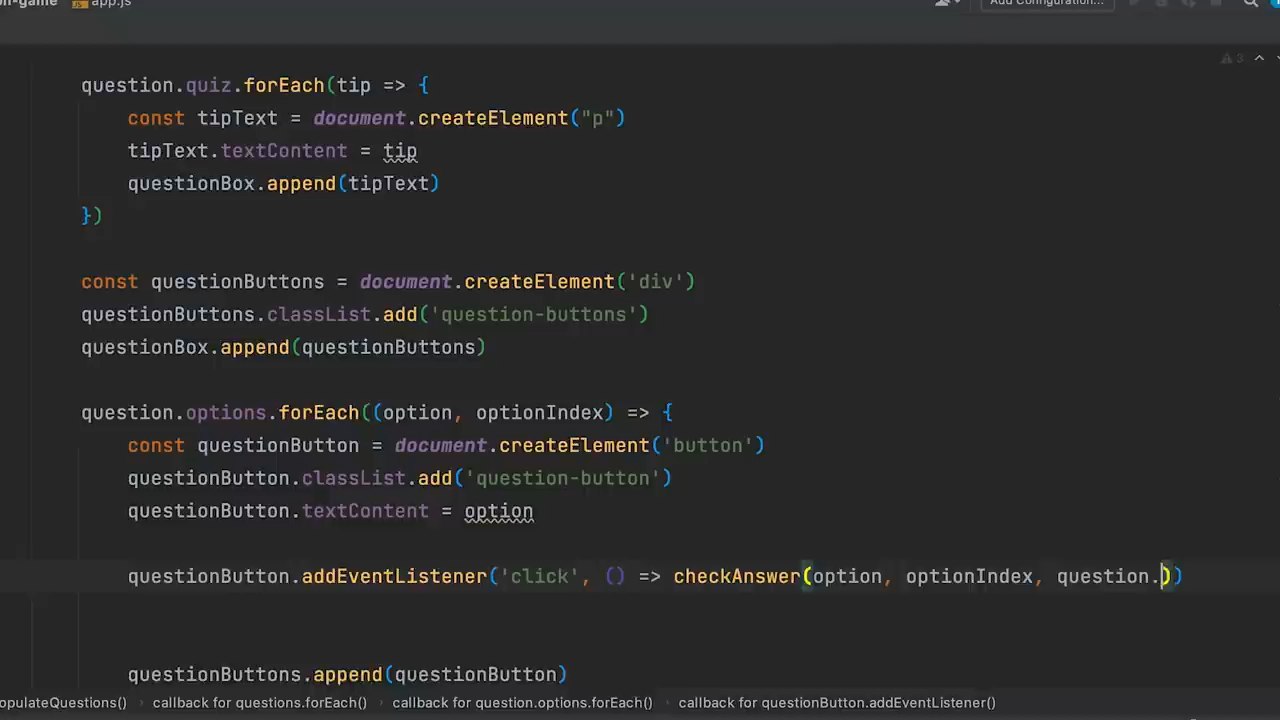 on-game app.js Add Configuration...
3
question.quiz.forEach(tip => {
const tipText = document.createElement("p")
tipText.textContent = tip
questionBox.append(tipText)
})
const questionButtons = document.createElement('div')
questionButtons.classList.add('question-buttons')
questionBox.append(questionButtons)
question.options.forEach((option, optionIndex) => {
const questionButton = document.createElement('button')
questionButton.classList.add('question-button')
questionButton.textContent = option
questionButton.addEventListener('click', () => checkAnswer(option, optionIndex, question.))
questionButtons.append(questionButton)
opulateQuestions() › callback for questions.forEach() › callback for question.options.forEach() › callback for questionButton.addEventListener()